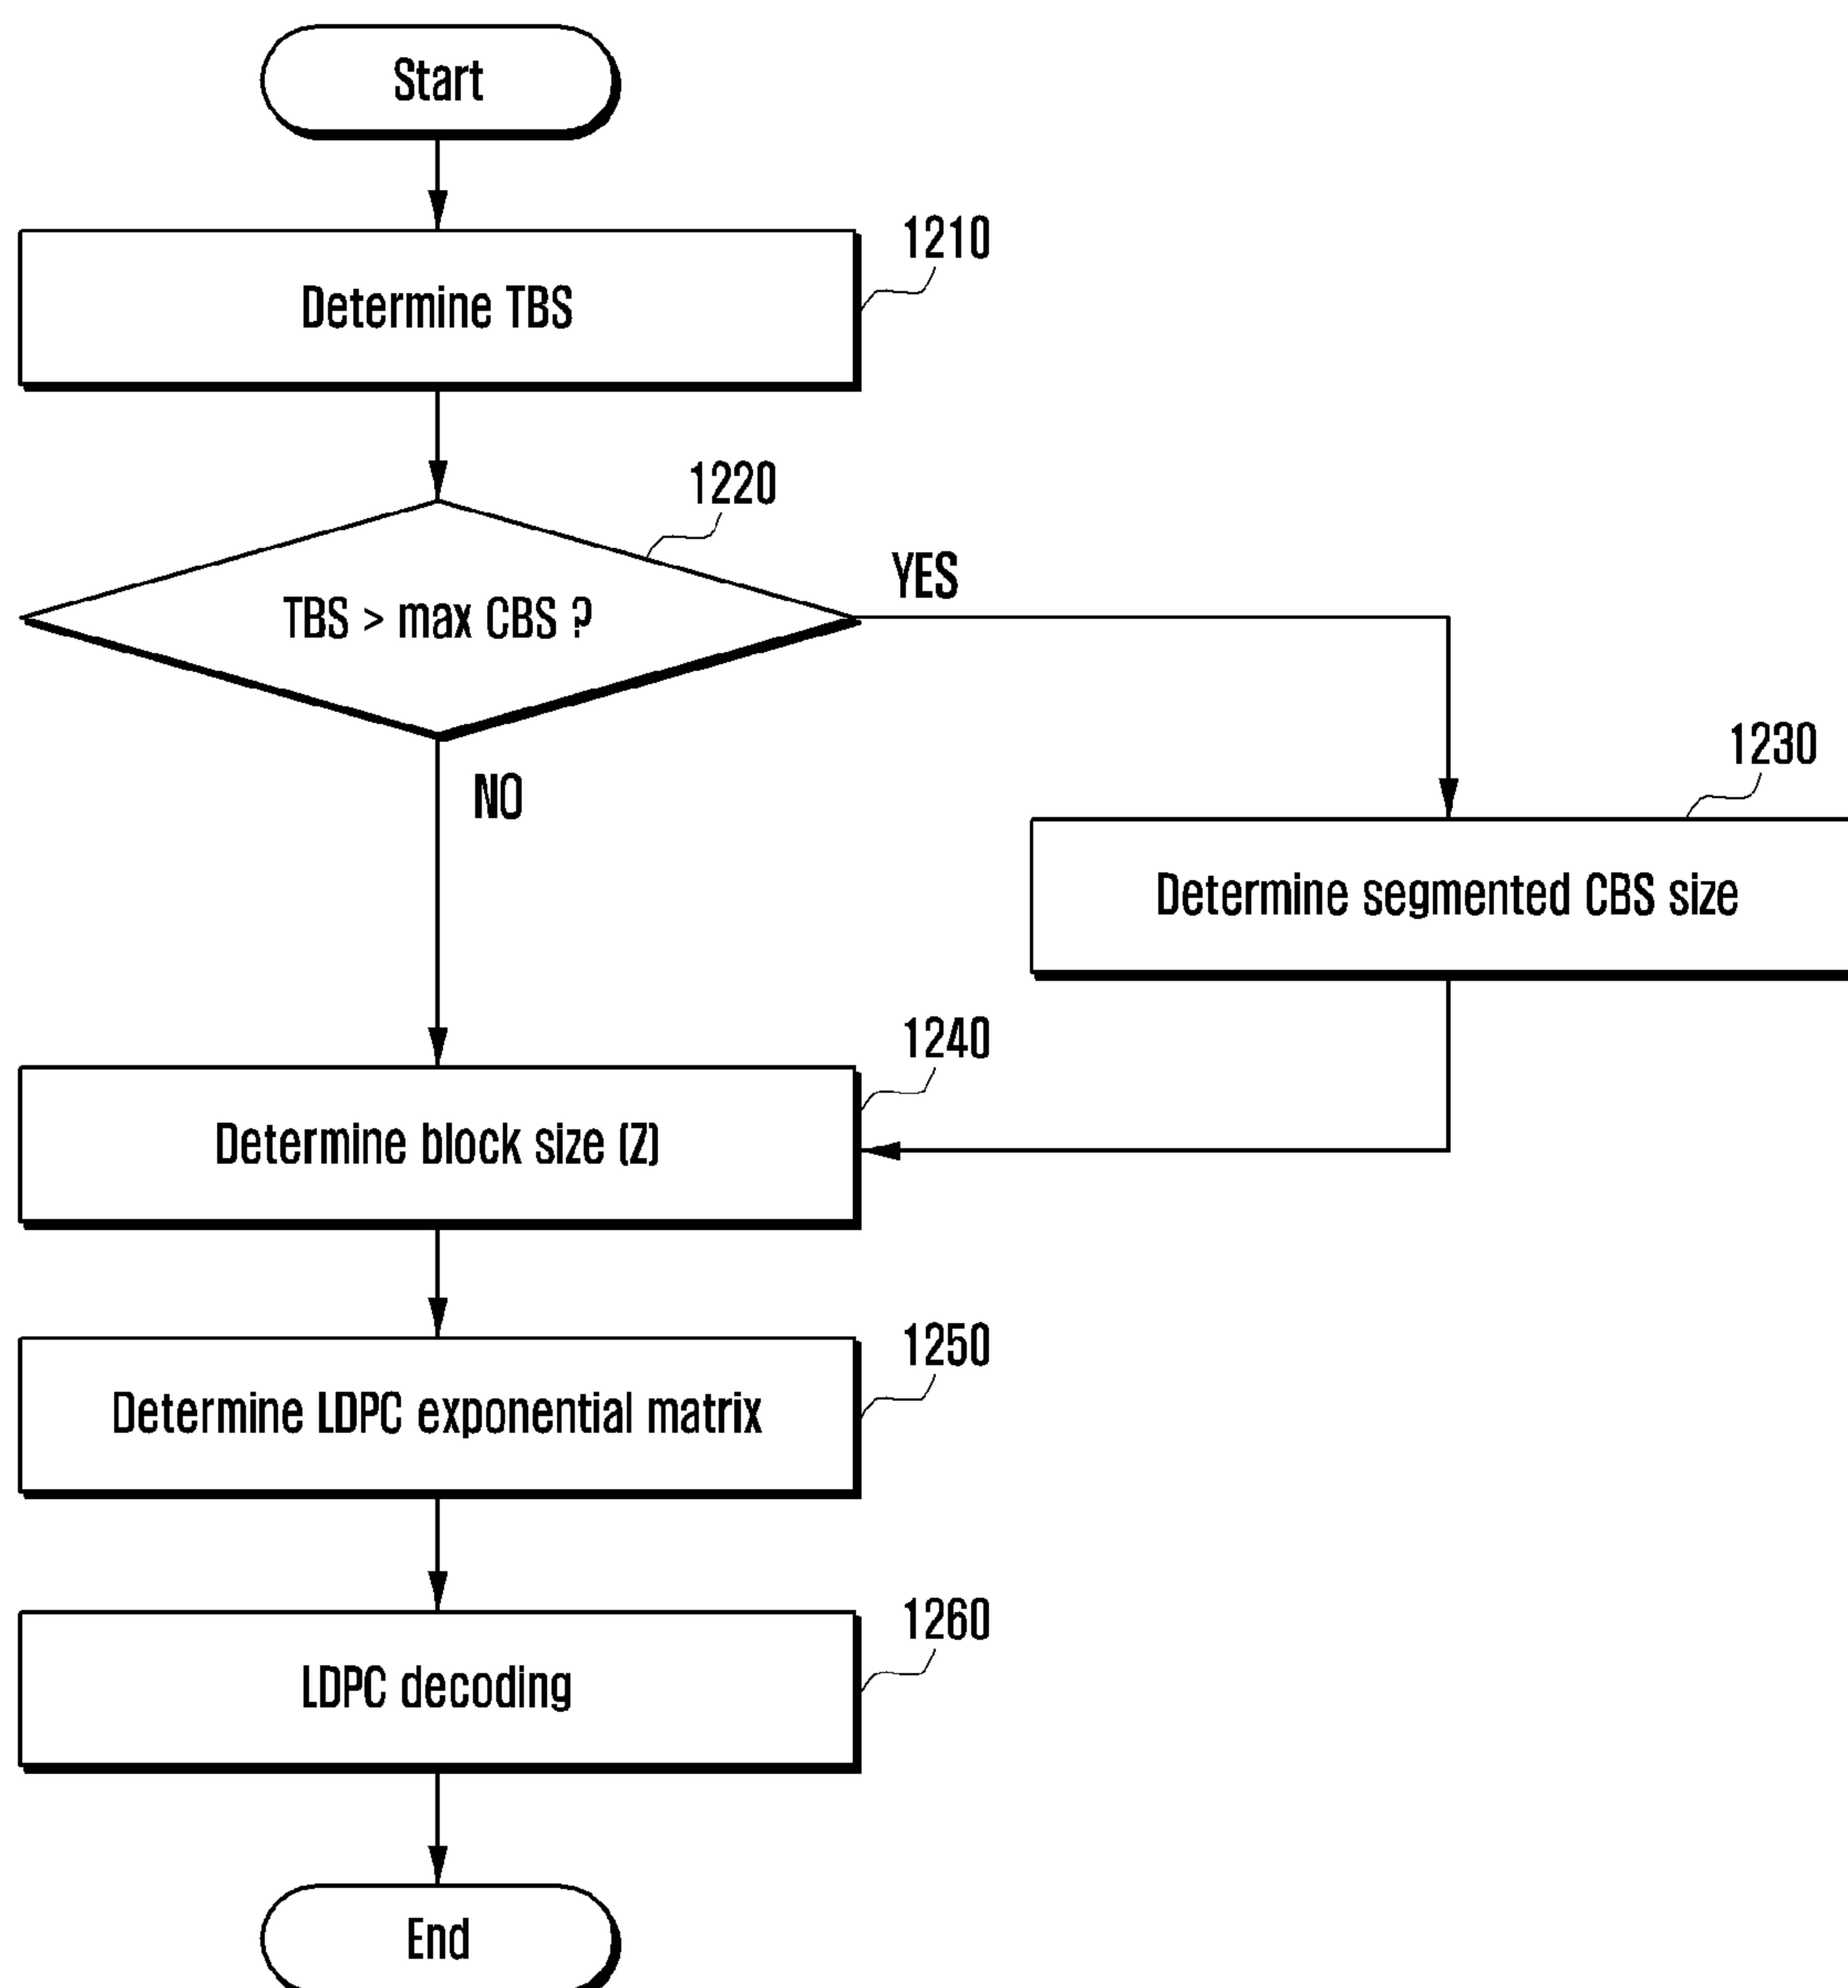 Start
1210
Determine TBS
1220
YES
TBS > max CBS ?
NO
1230
Determine segmented CBS size
1240
Determine block size (Z)
1250
Determine LDPC exponential matrix
1260
LDPC decoding
End